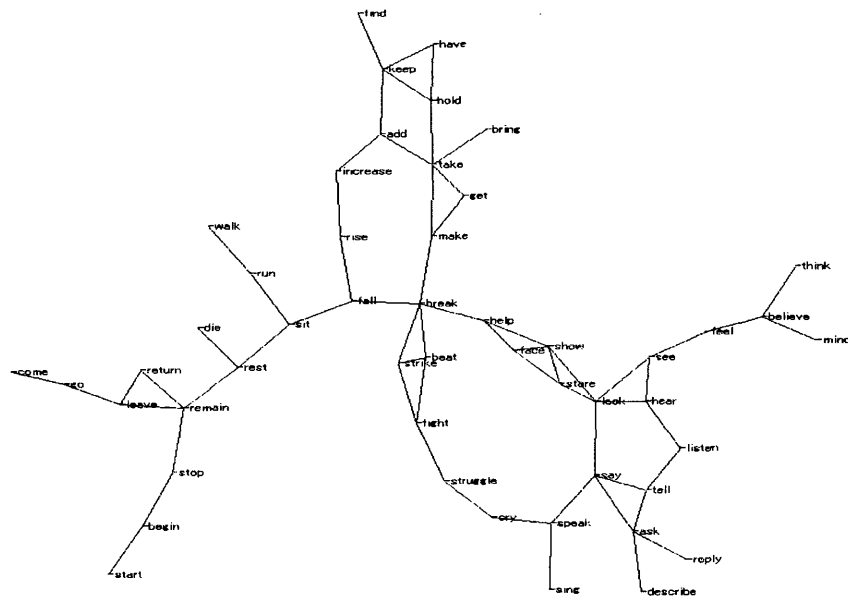 find
have
keep
hold
bring
add
take
increase
get
walk
rise
make
think
run
fall
break
believe
sit
help
feel
mind
die
show
face
see
beat
strike
come
return
rest
stare
go
leave
remain
look
hear
fight
listen
stop
struggle
say
tell
cry
speak
begin
ask
reply
start
sing
describe